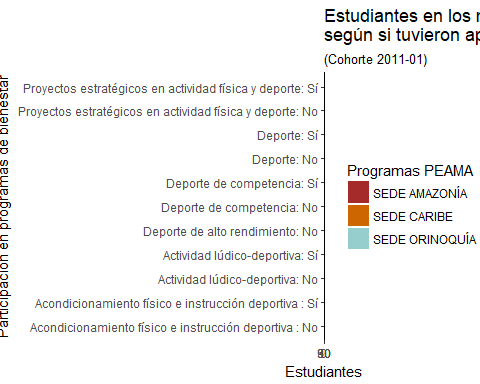 Estudiantes en los
según si tuvieron
(Cohorte 2011-01)
Participación en programas de bienestar
Proyectos estratégicos en actividad física y deporte: Sí
Proyectos estratégicos en actividad física y deporte: No
Deporte: Sí
Deporte: No
Deporte de competencia: Sí
Deporte de competencia: No
Deporte de alto rendimiento: No
Actividad lúdico-deportiva: Sí
Actividad lúdico-deportiva: No
Acondicionamiento físico e instrucción deportiva : Sí
Acondicionamiento físico e instrucción deportiva : No
Programas PEAMA
SEDE AMAZONÍA
SEDE CARIBE
SEDE ORINOQUÍA
Estudiantes